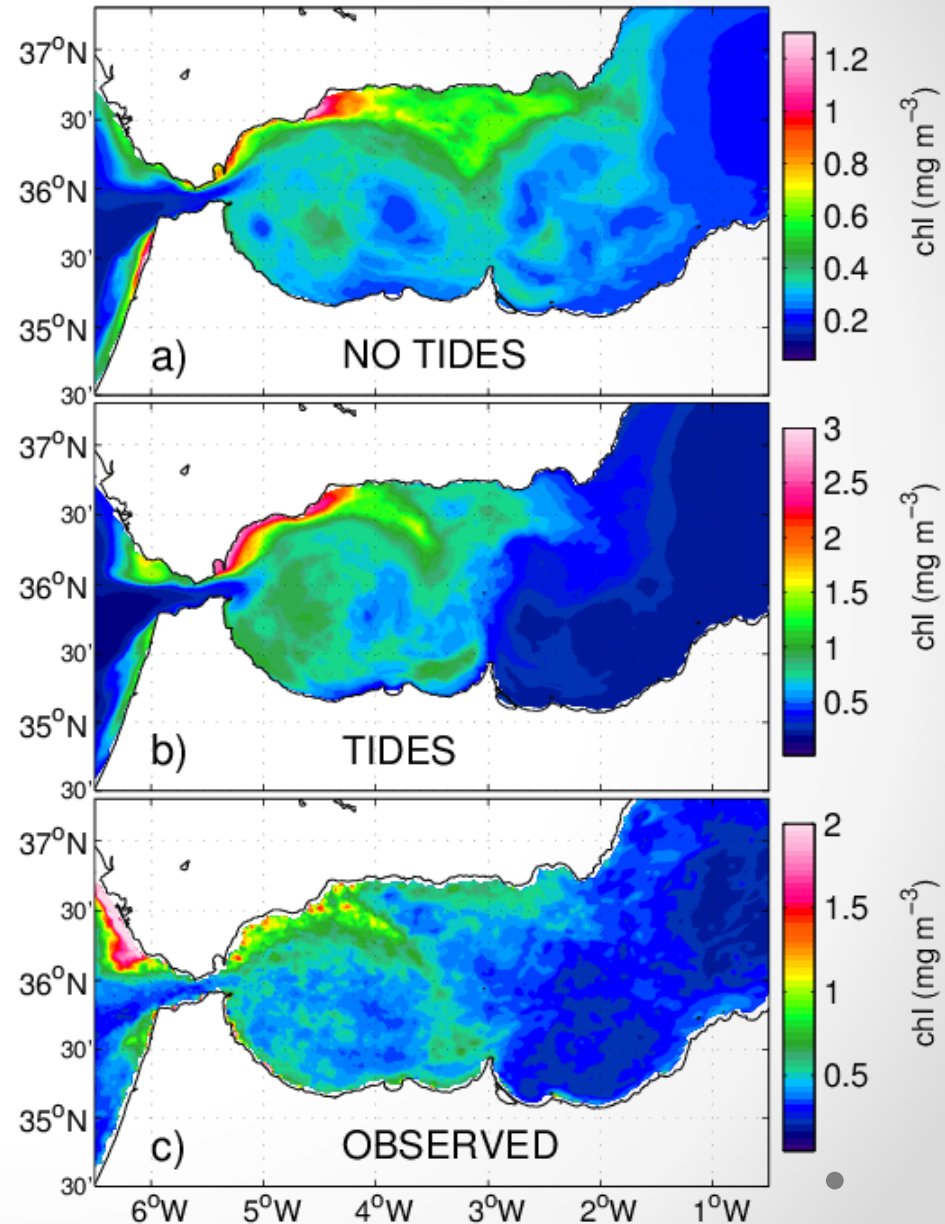 37°N
30'
36°N
30'
35°N
30'
a) NO TIDES
1.2
1
0.8
0.6
0.4
0.2
chl (mg m⁻³)
37°N
30'
36°N
30'
35°N
30'
b) TIDES
3
2.5
2
1.5
1
0.5
chl (mg m⁻³)
37°N
30'
36°N
30'
35°N
30'
c) OBSERVED
2
1.5
1
0.5
chl (mg m⁻³)
6°W 5°W 4°W 3°W 2°W 1°W